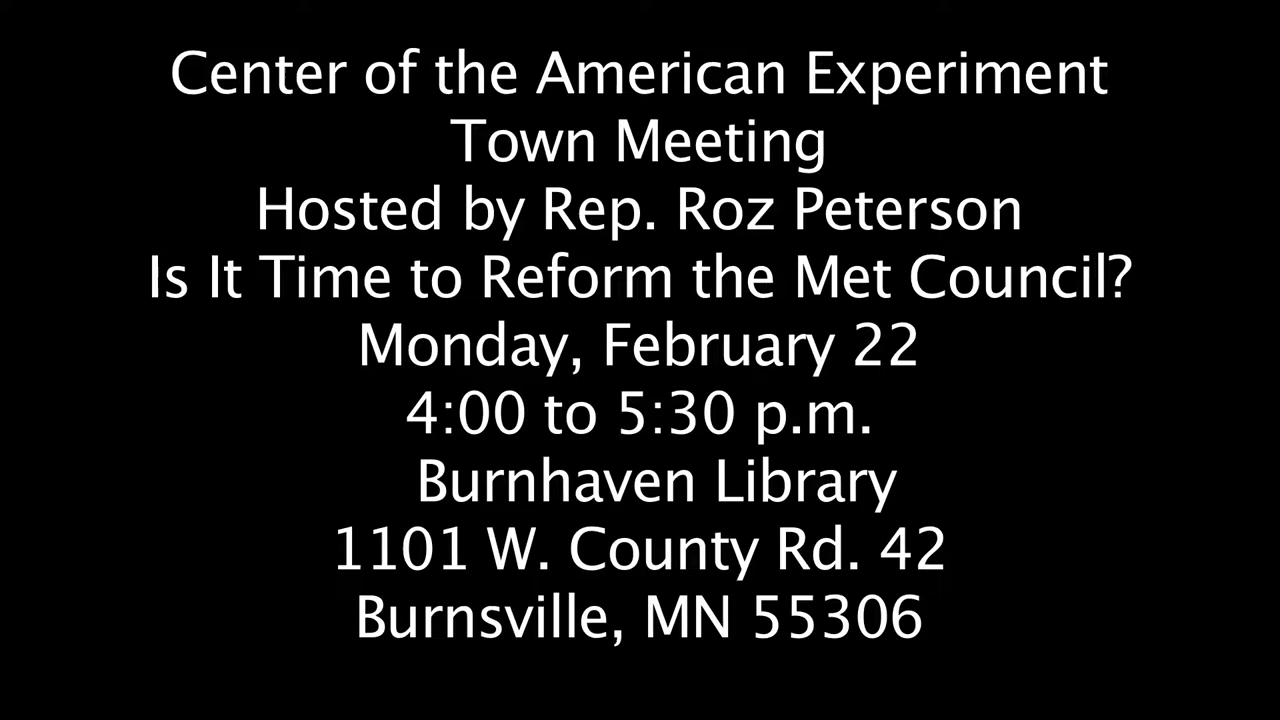 Center of the American Experiment
Town Meeting
Hosted by Rep. Roz Peterson
Is It Time to Reform the Met Council?
Monday, February 22
4:00 to 5:30 p.m.
Burnhaven Library
1101 W. County Rd. 42
Burnsville, MN 55306